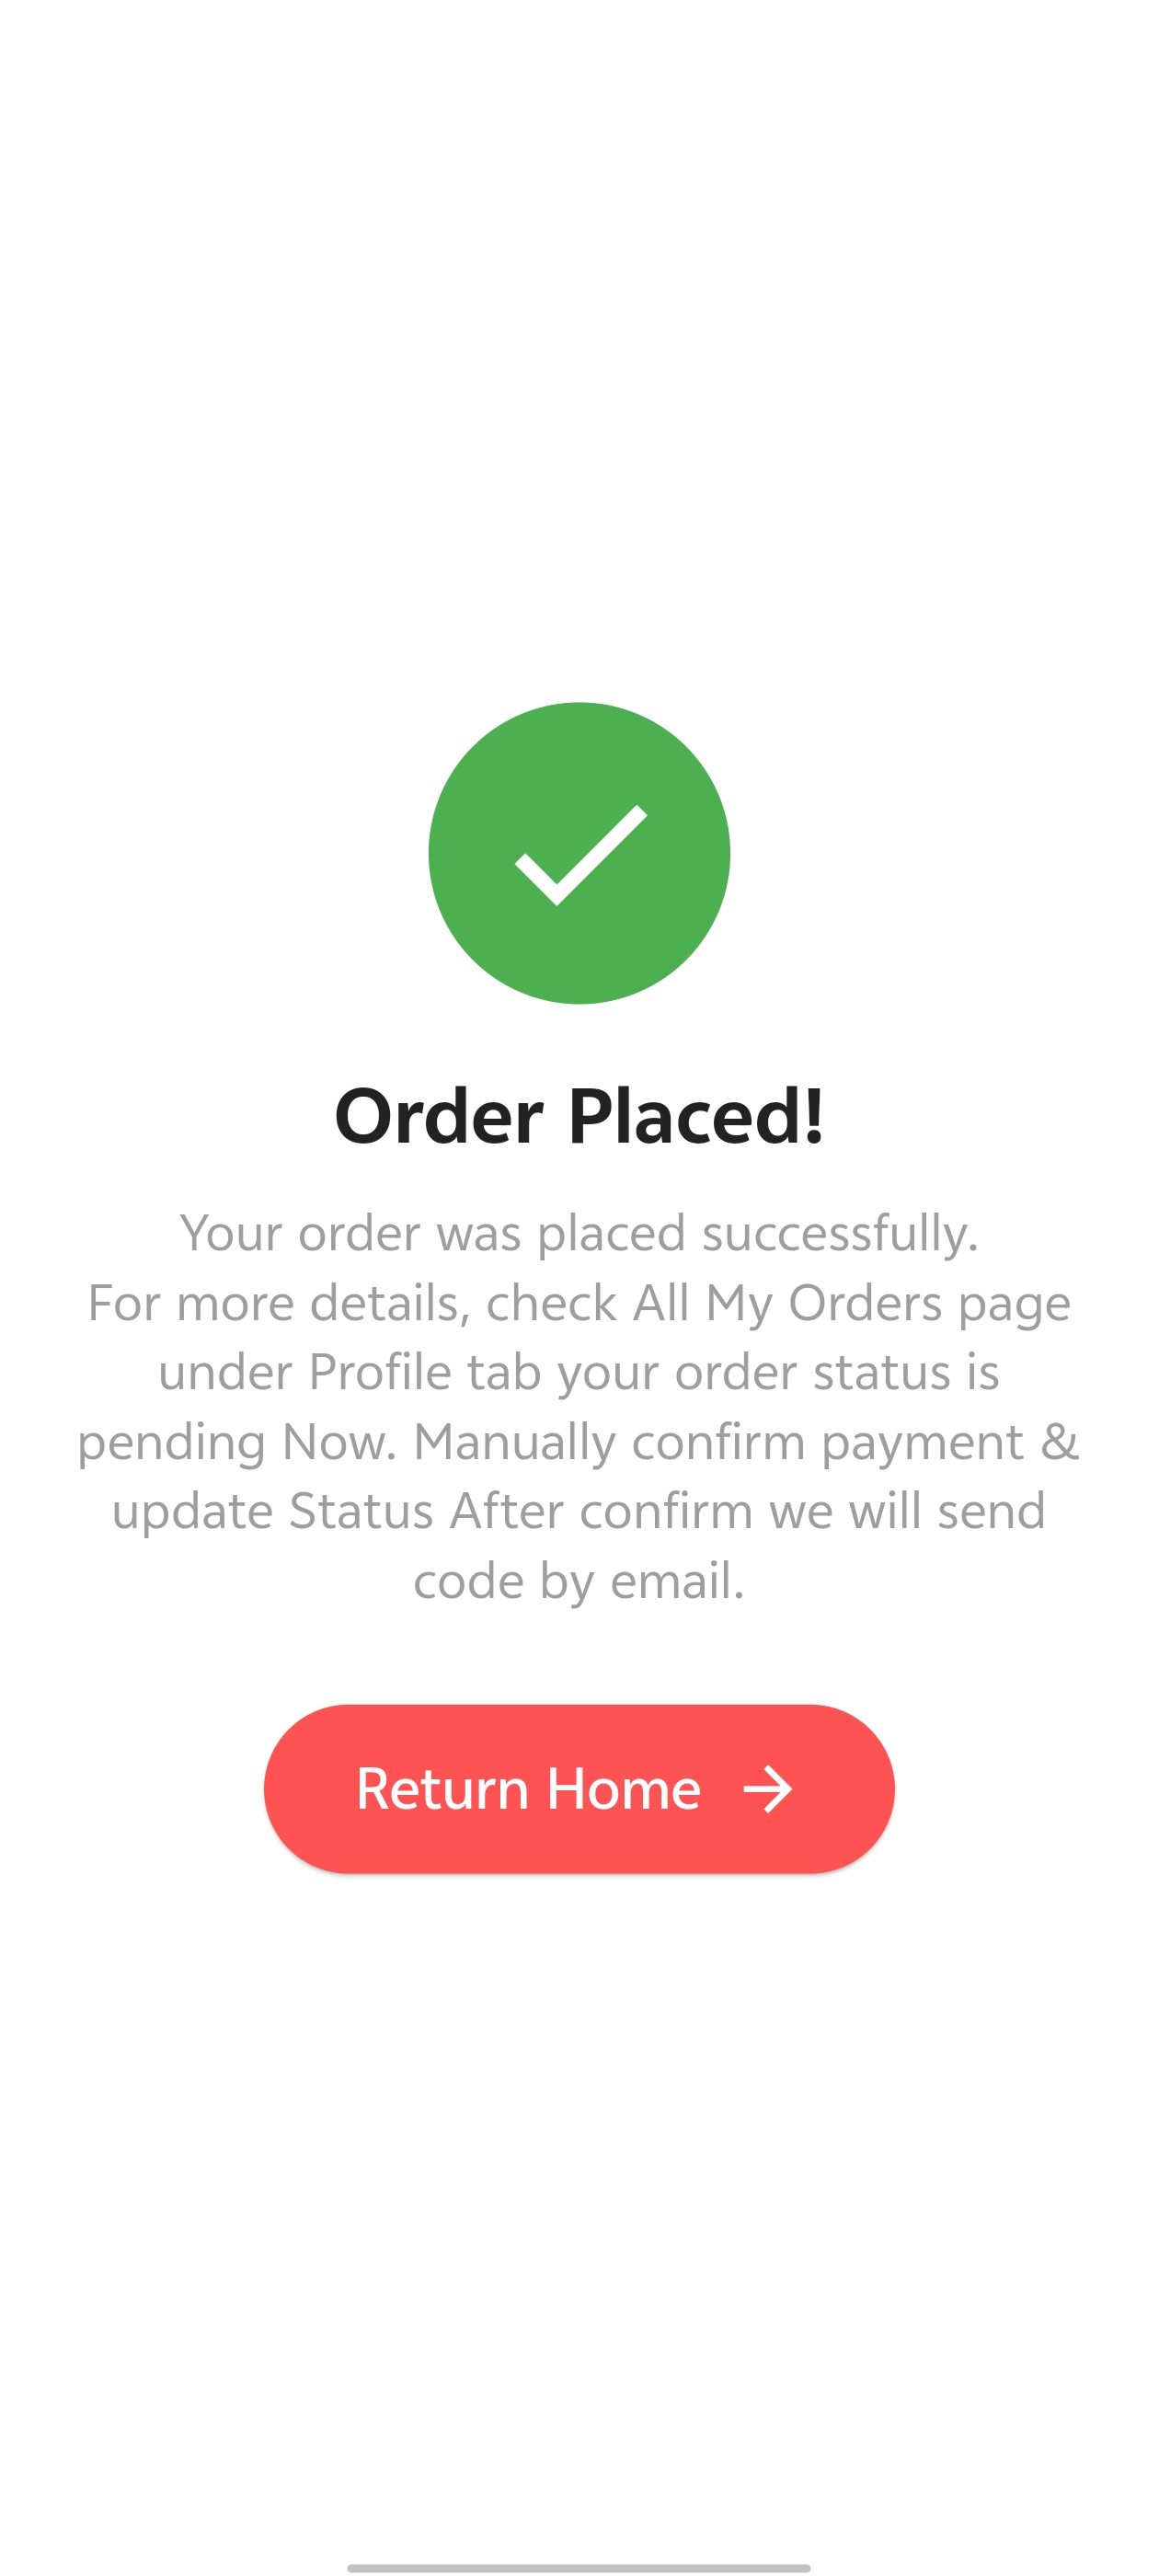 Order Placed!
Your order was placed successfully.
For more details, check All My Orders page
under Profile tab your order status is
pending Now. Manually confirm payment &
update Status After confirm we will send
code by email.
Return Home